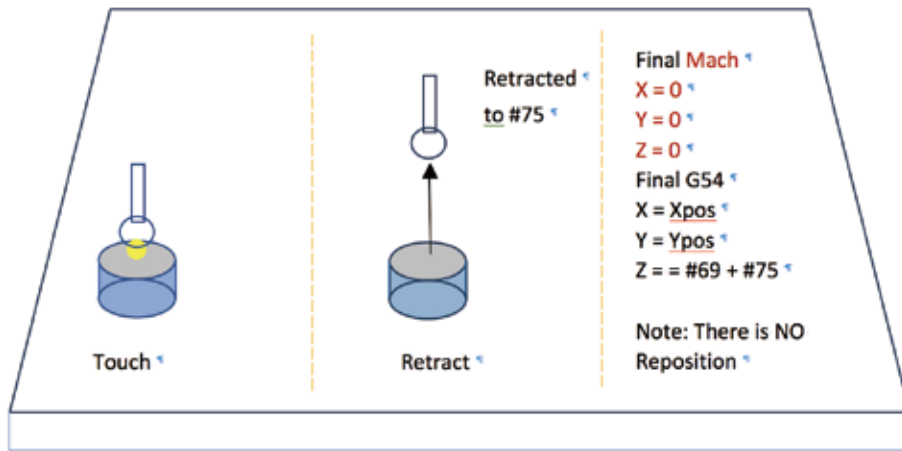 Touch
Retracted
to #75
Retract
Final Mach
X = 0
Y = 0
Z = 0
Final G54
X = Xpos
Y = Ypos
Z = = #69 + #75
Note: There is NO
Reposition